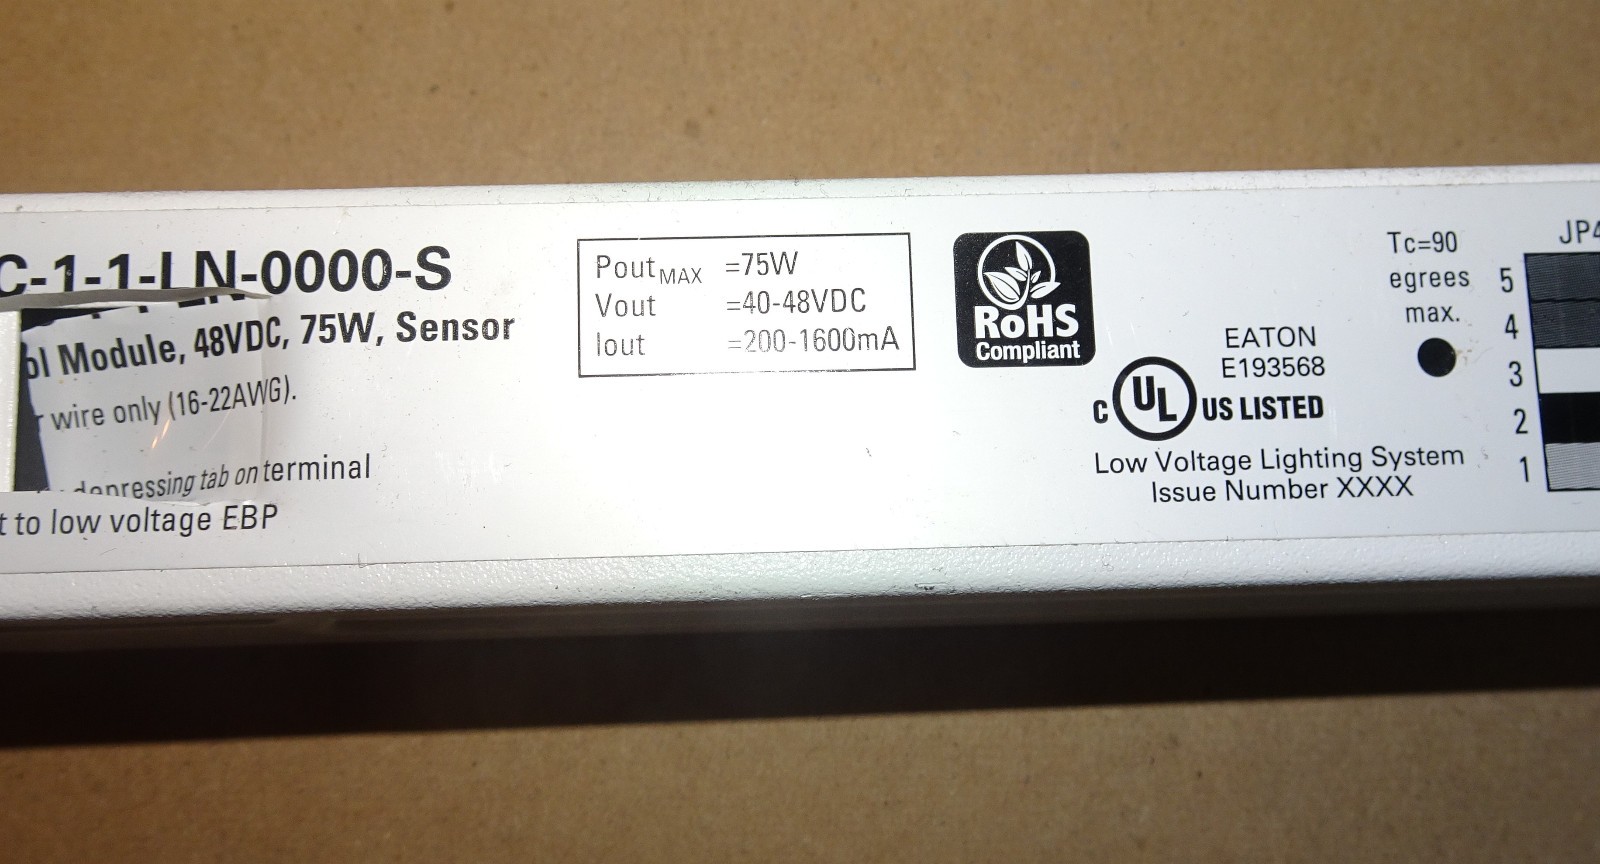 C-1-1-LN-0000-S
ol Module, 48VDC, 75W, Sensor
r wire only (16-22AWG).
depressing tab on terminal
t to low voltage EBP
PoutMAX =75W
Vout =40-48VDC
Iout =200-1600mA
RoHS
Compliant
EATON
E193568
C UL US LISTED
Low Voltage Lighting System
Issue Number XXXX
Tc=90
egrees
max.
JP4
5
4
3
2
1